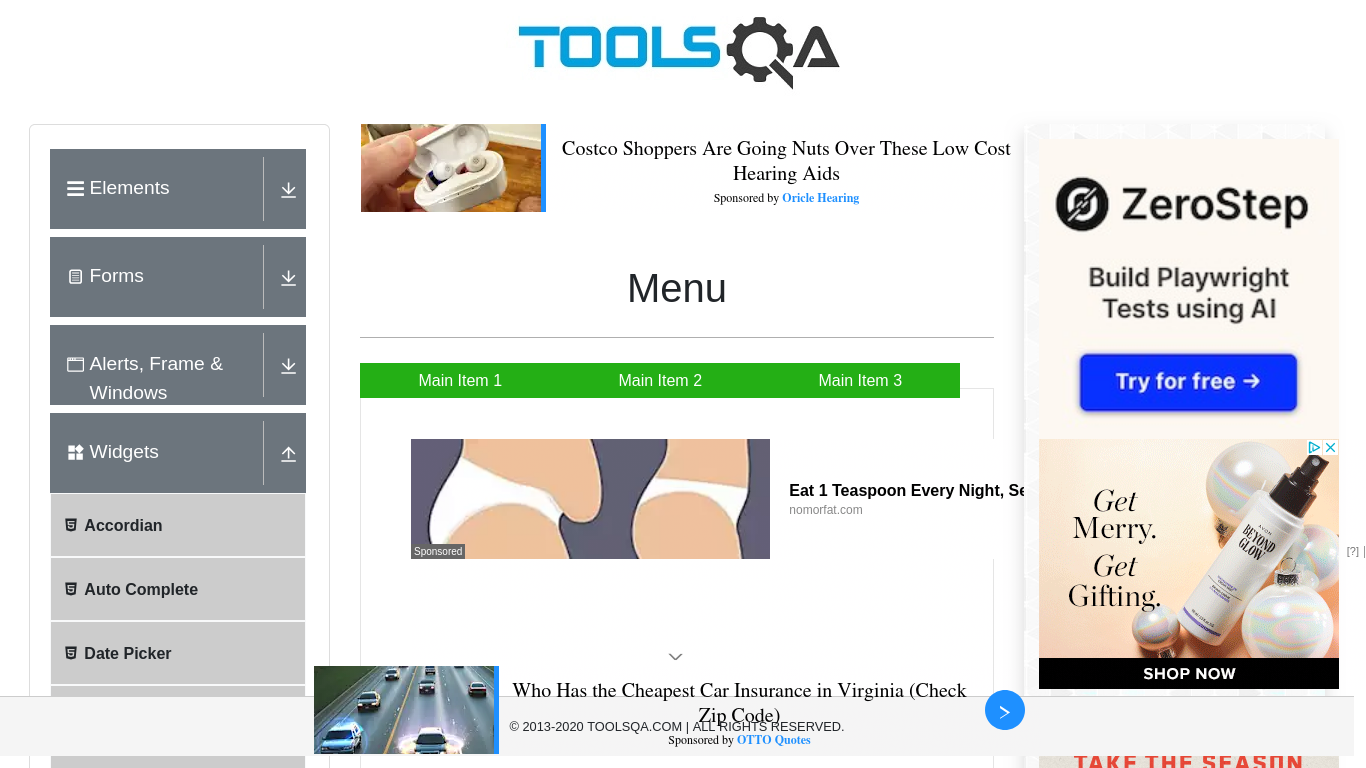 TOOLSQA
Elements
Forms
Alerts, Frame &
Windows
Widgets
Accordian
Auto Complete
Date Picker
Costco Shoppers Are Going Nuts Over These Low Cost
Hearing Aids
Sponsored by Oricle Hearing
Menu
Main Item 1
Main Item 2
Main Item 3
Sponsored
Eat 1 Teaspoon Every Night, Se
nomorfat.com
ZeroStep
Build Playwright
Tests using AI
Try for free →
Get
Merry.
Get
Gifting.
AVON
BEYOND
GLOW
SHOP NOW
[?]
Who Has the Cheapest Car Insurance in Virginia (Check
Zip Code)
© 2013-2020 TOOLSQA.COM | ALL RIGHTS RESERVED.
Sponsored by OTTO Quotes
TAKE THE SEASON